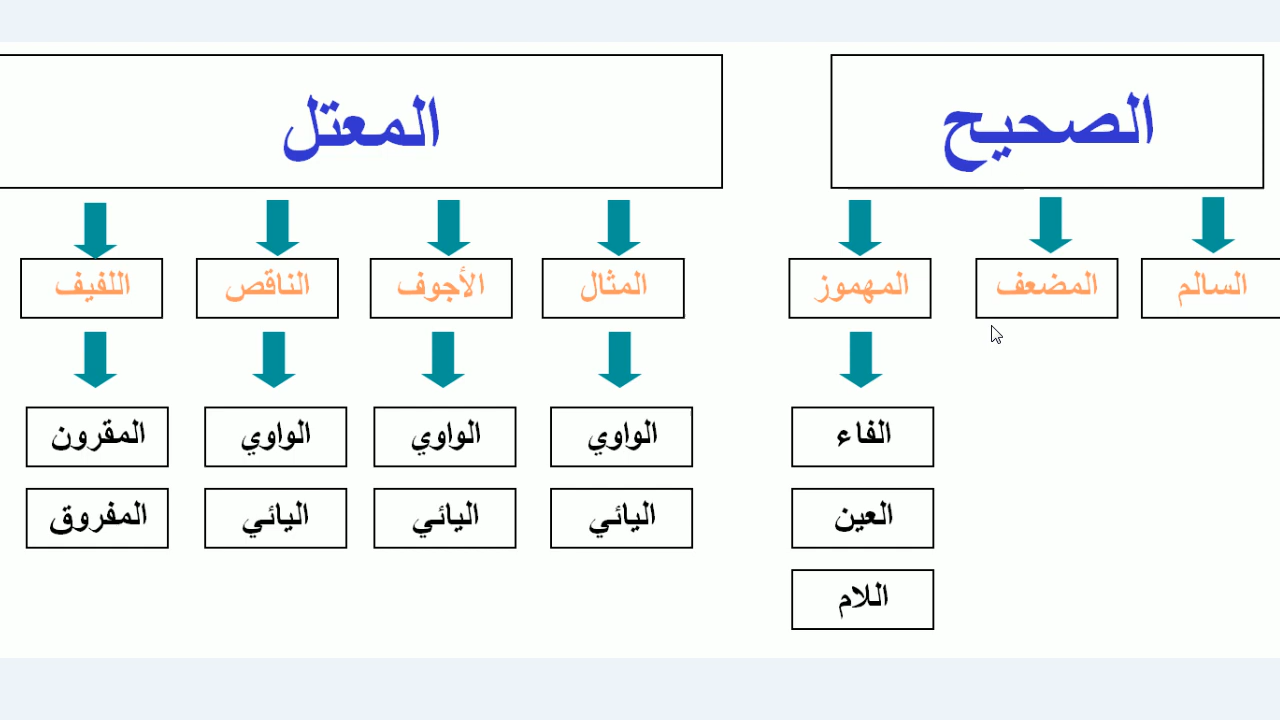 الصحيح
المعتل
السالم
المضعف
المهموز
المثال
الأجوف
الناقص
اللفيف
الفاء
الواوي
الواوي
الواوي
المقرون
العين
اليائي
اليائي
اليائي
المفروق
اللام